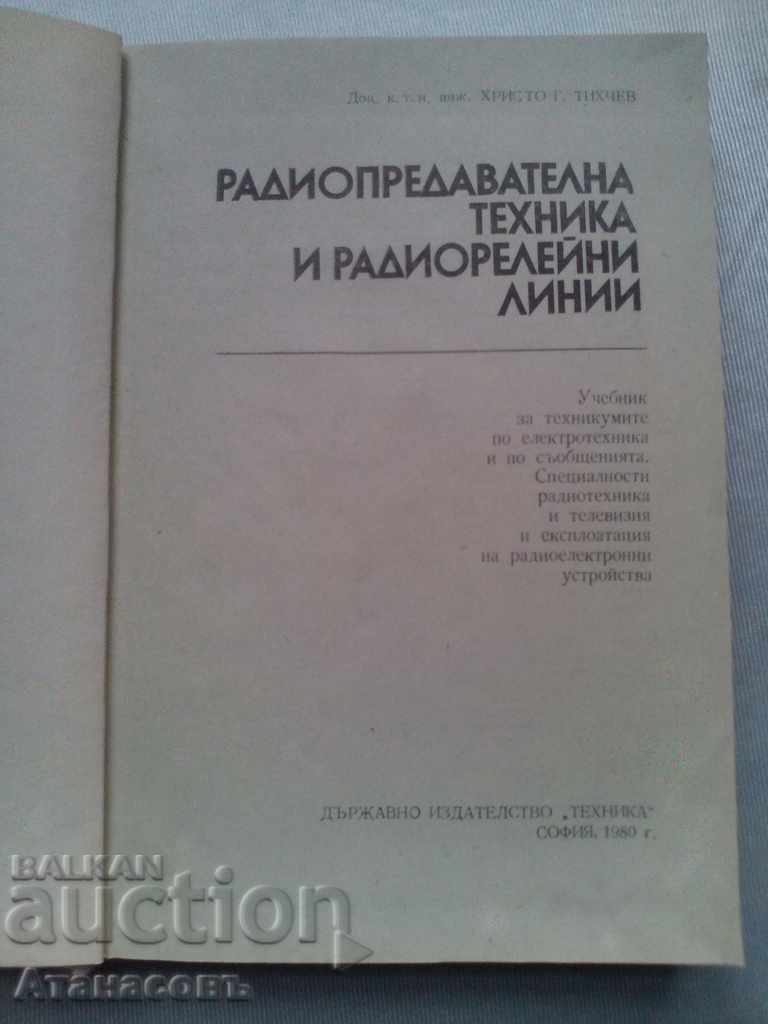 Доц. к. т. н. инж. ХРИСТО Г. ТИХЧЕВ
РАДИОПРЕДАВАТЕЛНА
ТЕХНИКА
И РАДИОРЕЛЕЙНИ
ЛИНИИ
Учебник
за техникумите
по електротехника
и по съобщенията.
Специалности
радиотехника
и телевизия
и експлоатация
на радиоелектронни
устройства
ДЪРЖАВНО ИЗДАТЕЛСТВО „ТЕХНИКА“
СОФИЯ, 1980 г.
BALKAN
auction
Атанасовъ